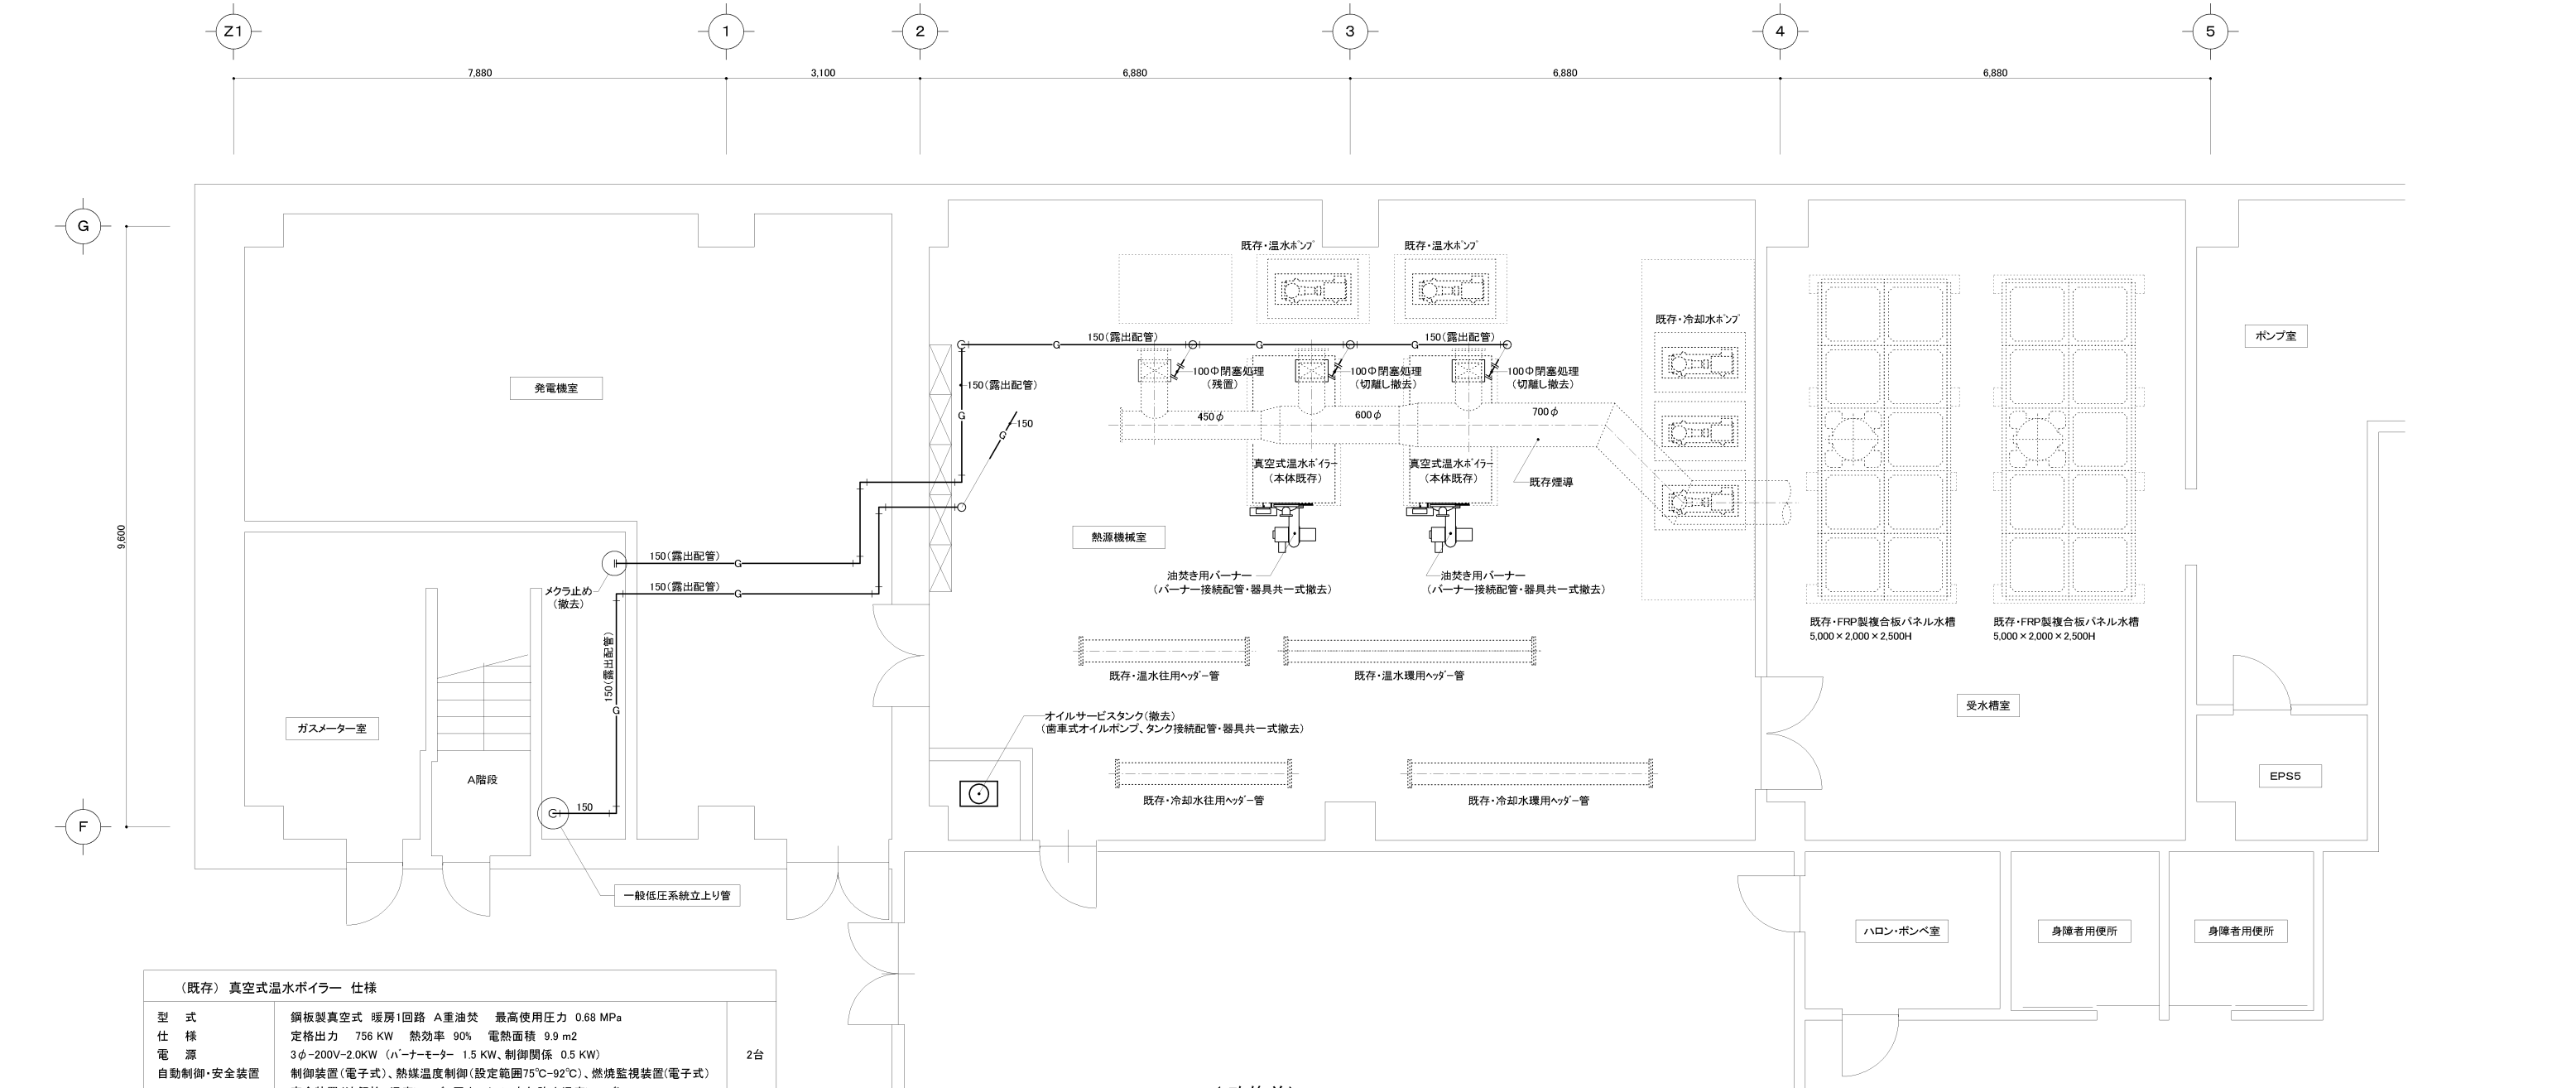 Z1
1
2
3
4
5
7,880
3,100
6,880
6,880
6,880
G
9,600
F
既存・温水ポンプ
既存・温水ポンプ
既存・冷却水ポンプ
ポンプ室
発電機室
150（露出配管）
G
G
G
150（露出配管）
150（露出配管）
G
100Φ閉塞処理
（残置）
100Φ閉塞処理
（切離し撤去）
100Φ閉塞処理
（切離し撤去）
450φ
600φ
700φ
150
G
真空式温水ボイラー
（本体既存）
真空式温水ボイラー
（本体既存）
既存煙導
熱源機械室
150（露出配管）
G
150（露出配管）
G
メクラ止め
（撤去）
油焚き用バーナー
（バーナー接続配管・器具共一式撤去）
油焚き用バーナー
（バーナー接続配管・器具共一式撤去）
既存・FRP製複合板パネル水槽
5,000×2,000×2,500H
既存・FRP製複合板パネル水槽
5,000×2,000×2,500H
150（露出配管）
G
既存・温水往用ヘッダー管
既存・温水環用ヘッダー管
受水槽室
ガスメーター室
オイルサービスタンク（撤去）
（歯車式オイルポンプ、タンク接続配管・器具共一式撤去）
A階段
EPS5
150
既存・冷却水往用ヘッダー管
既存・冷却水環用ヘッダー管
一般低圧系統立上り管
ハロン・ボンベ室
身障者用便所
身障者用便所
（既存） 真空式温水ボイラー 仕様
型 式 鋼板製真空式 暖房1回路 A重油焚 最高使用圧力 0.68 MPa
仕 様 定格出力 756 KW 熱効率 90% 電熱面積 9.9 m2
電 源 3φ-200V-2.0KW （バーナーモーター 1.5 KW、制御関係 0.5 KW） 2台
自動制御・安全装置 制御装置（電子式）、熱媒温度制御（設定範囲75℃-92℃）、燃焼監視装置（電子式）